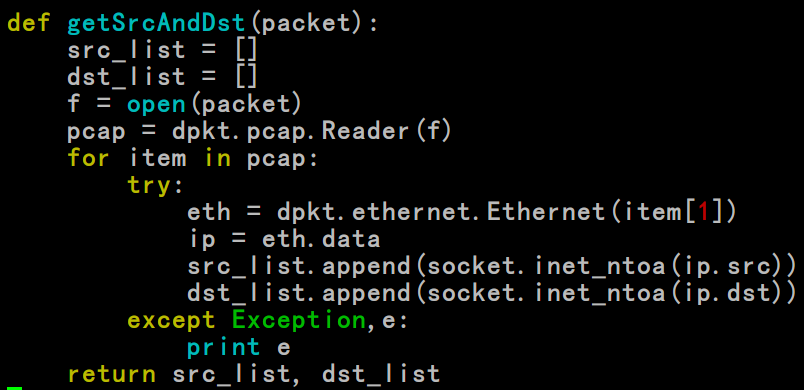 def getSrcAndDst(packet):
    src_list = []
    dst_list = []
    f = open(packet)
    pcap = dpkt.pcap.Reader(f)
    for item in pcap:
        try:
            eth = dpkt.ethernet.Ethernet(item[1])
            ip = eth.data
            src_list.append(socket.inet_ntoa(ip.src))
            dst_list.append(socket.inet_ntoa(ip.dst))
        except Exception,e:
            print e
    return src_list, dst_list